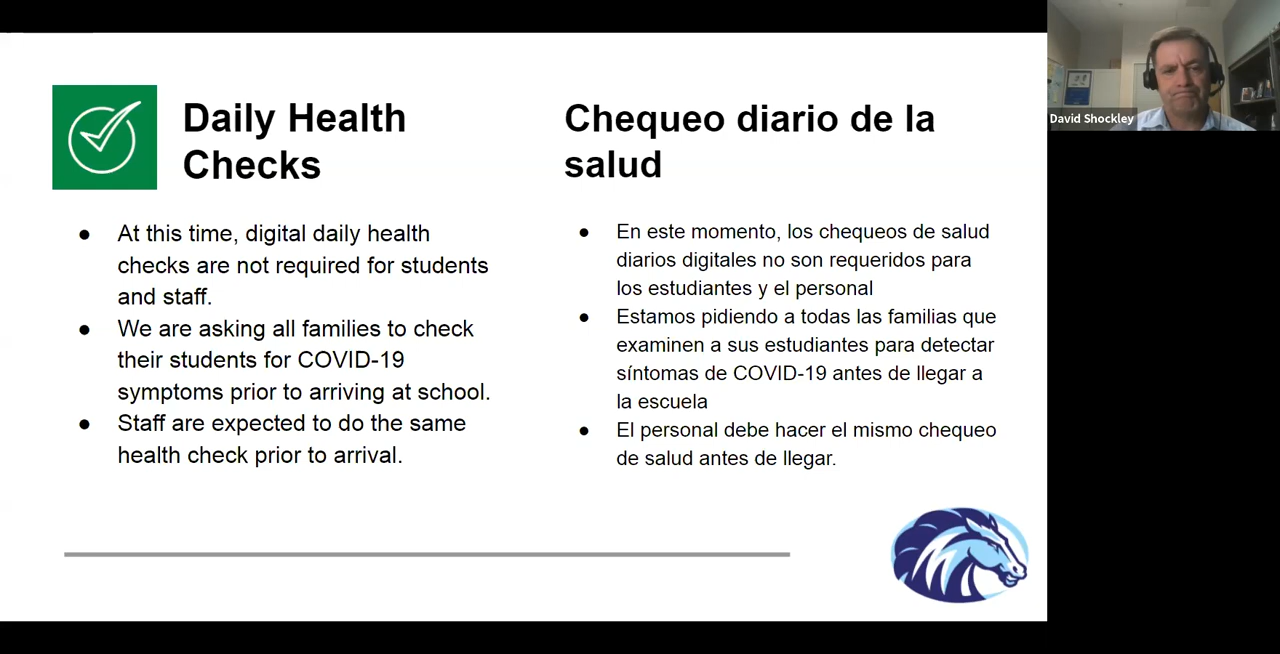 Daily Health
Checks
At this time, digital daily health
checks are not required for students
and staff.
We are asking all families to check
their students for COVID-19
symptoms prior to arriving at school.
Staff are expected to do the same
health check prior to arrival.
Chequeo diario de la
salud
En este momento, los chequeos de salud
diarios digitales no son requeridos para
los estudiantes y el personal
Estamos pidiendo a todas las familias que
examinen a sus estudiantes para detectar
síntomas de COVID-19 antes de llegar a
la escuela
El personal debe hacer el mismo chequeo
de salud antes de llegar.
David Shockley